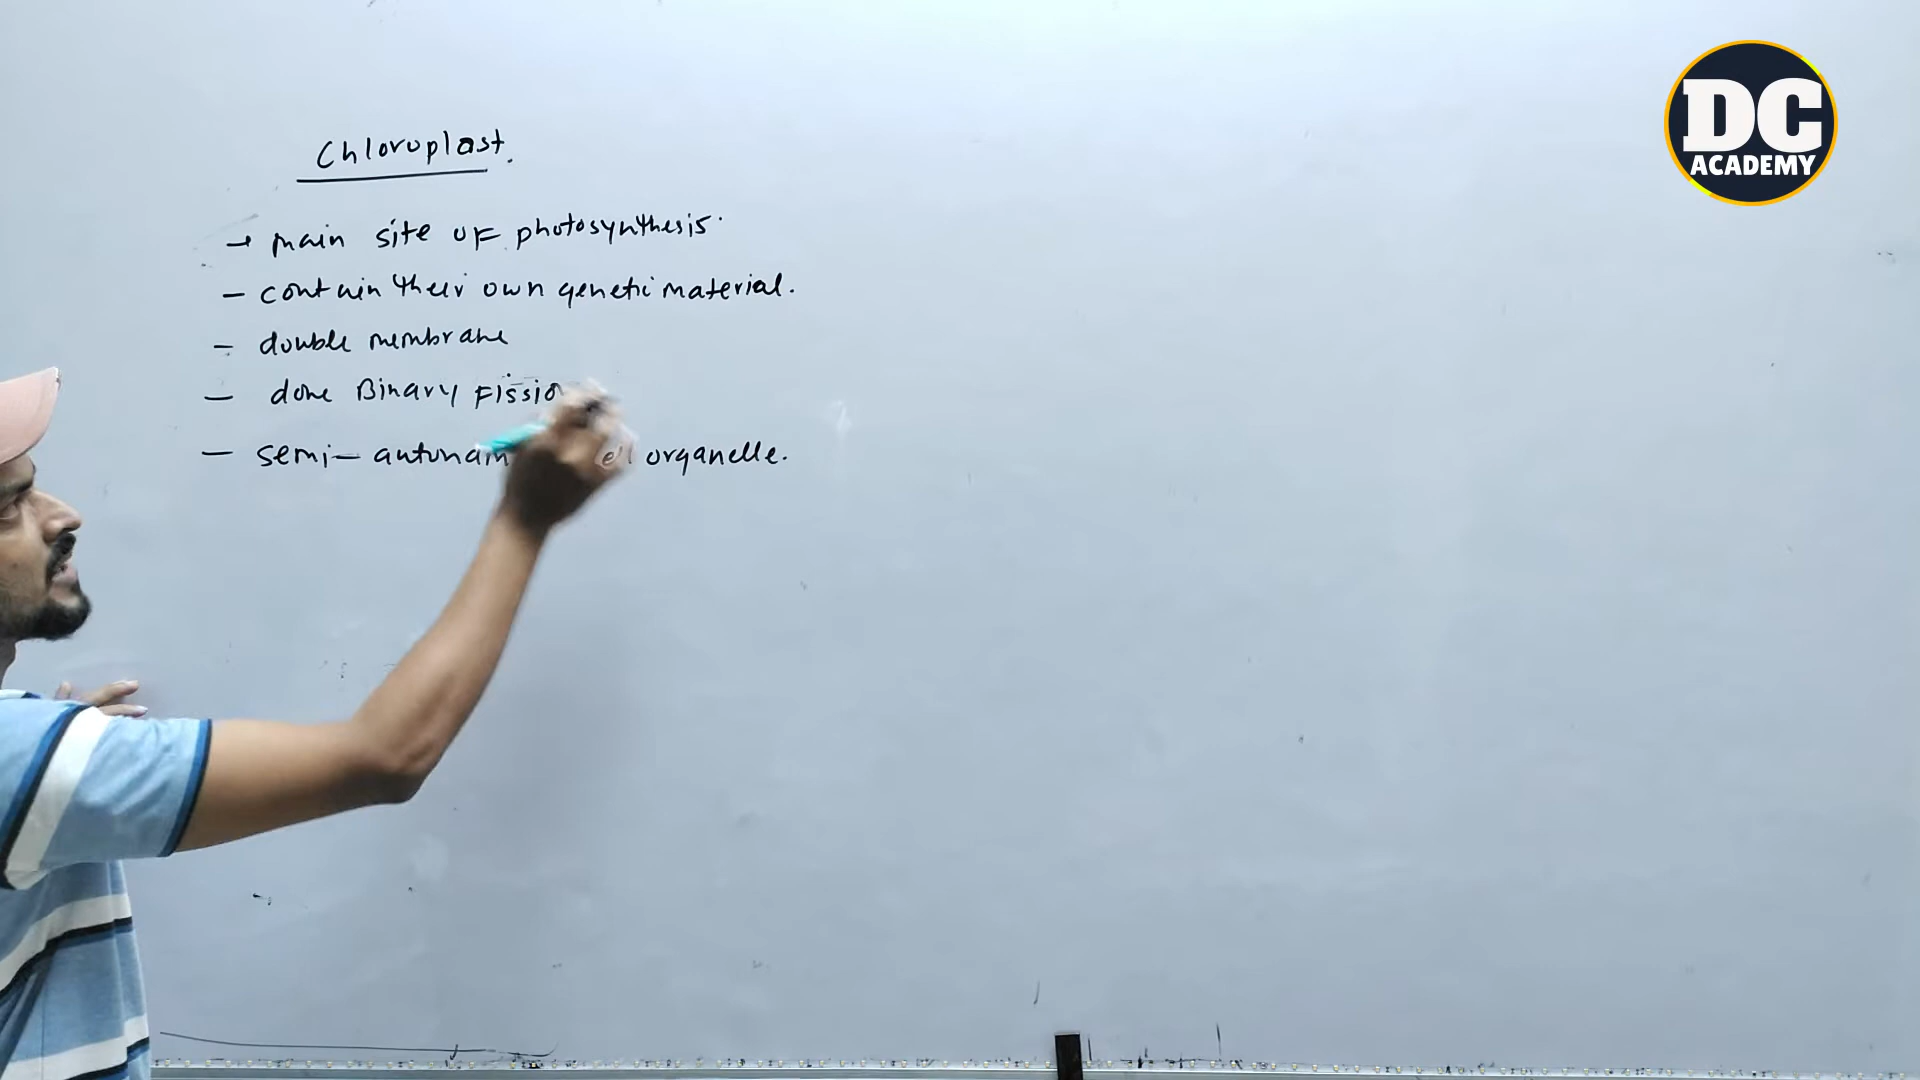 Chloroplast.
→ main site of photosynthesis.
- contain their own genetic material.
- double membrane
- done Binary Fissio
- semi- autonam organelle.
DC
ACADEMY